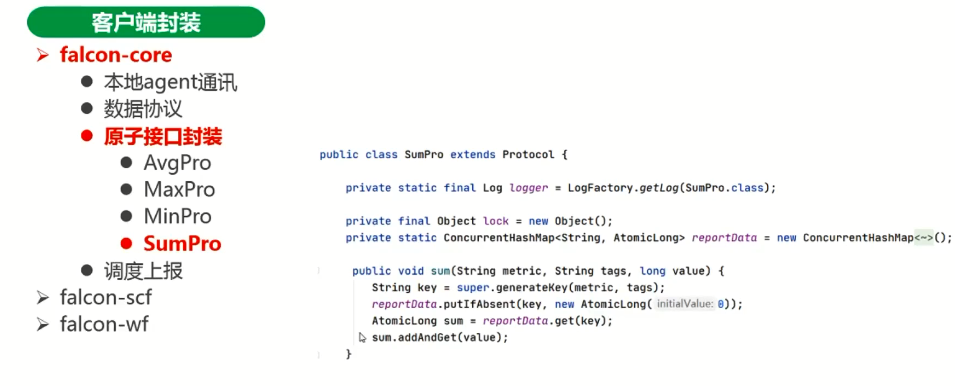 客户端封装
➢ falcon-core
● 本地agent通讯
● 数据协议
● 原子接口封装
● AvgPro
● MaxPro
● MinPro
● SumPro
● 调度上报
➢ falcon-scf
➢ falcon-wf
public class SumPro extends Protocol {
private static final Log logger = LogFactory.getLog(SumPro.class);
private final Object lock = new Object();
private static ConcurrentHashMap<String, AtomicLong> reportData = new ConcurrentHashMap<~>();
public void sum(String metric, String tags, long value) {
String key = super.generateKey(metric, tags);
reportData.putIfAbsent(key, new AtomicLong( initialValue: 0));
AtomicLong sum = reportData.get(key);
sum.addAndGet(value);
}